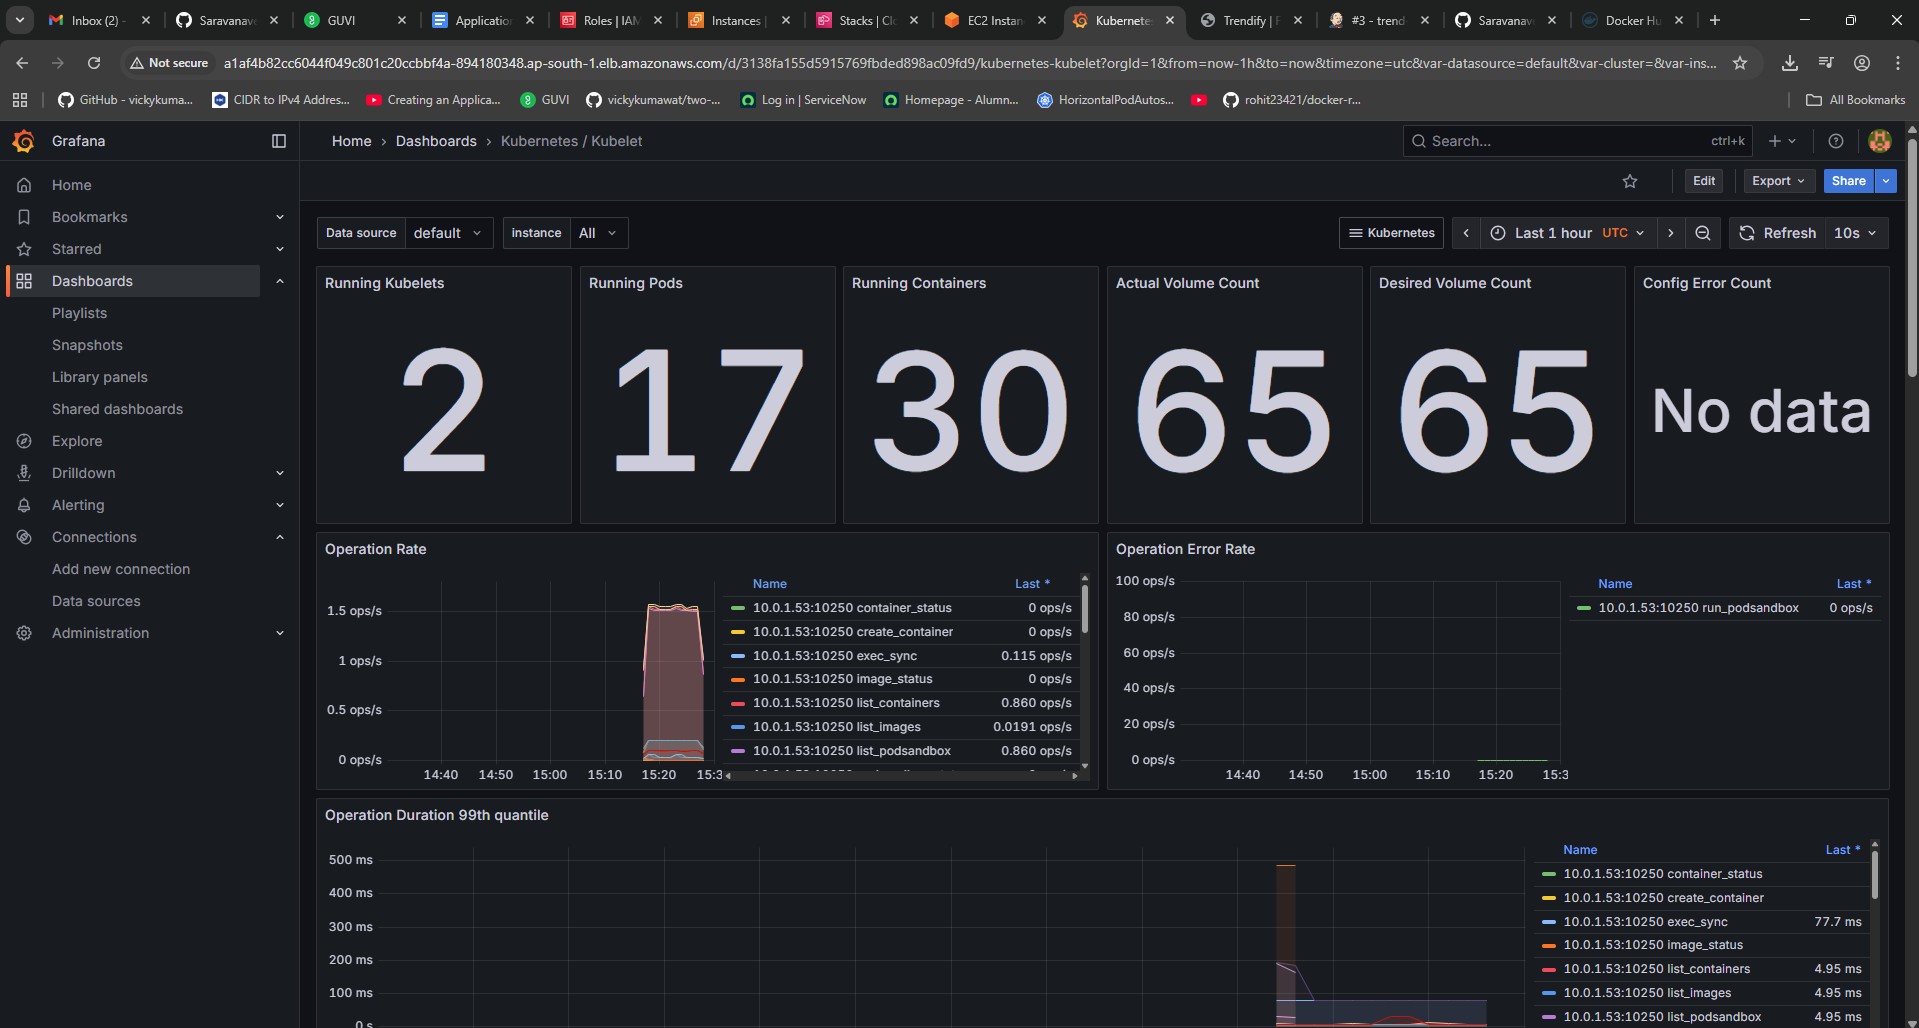 Inbox (2) -
Saravanav
GUVI
Applicatio
Roles | IAM
Instances |
Stacks | Cl
EC2 Instan
Kubernete
Trendify | F
#3 - trend
Saravanav
Docker Hu
Not secure
a1af4b82cc6044f049c801c20ccbbf4a-894180348.ap-south-1.elb.amazonaws.com/d/3138fa155d5915769fbded898ac09fd9/kubernetes-kubelet?orgId=1&from=now-1h&to=now&timezone=utc&var-datasource=default&var-cluster=&var-ins...
GitHub - vickykuma...
CIDR to IPv4 Addres...
Creating an Applica...
GUVI
vickykumawat/two-...
Log in | ServiceNow
Homepage - Alumn...
HorizontalPodAutos...
rohit23421/docker-r...
All Bookmarks
Grafana
Home › Dashboards › Kubernetes / Kubelet
Search...
ctrl+k
Home
Bookmarks
Starred
Dashboards
Playlists
Snapshots
Library panels
Shared dashboards
Explore
Drilldown
Alerting
Connections
Add new connection
Data sources
Administration
Edit
Export
Share
Data source default
instance All
Kubernetes
Last 1 hour UTC
Refresh 10s
Running Kubelets
2
Running Pods
17
Running Containers
30
Actual Volume Count
65
Desired Volume Count
65
Config Error Count
No data
Operation Rate
1.5 ops/s
1 ops/s
0.5 ops/s
0 ops/s
14:40 14:50 15:00 15:10 15:20 15:3
Name Last *
10.0.1.53:10250 container_status 0 ops/s
10.0.1.53:10250 create_container 0 ops/s
10.0.1.53:10250 exec_sync 0.115 ops/s
10.0.1.53:10250 image_status 0 ops/s
10.0.1.53:10250 list_containers 0.860 ops/s
10.0.1.53:10250 list_images 0.0191 ops/s
10.0.1.53:10250 list_podsandbox 0.860 ops/s
Operation Error Rate
100 ops/s
80 ops/s
60 ops/s
40 ops/s
20 ops/s
0 ops/s
14:40 14:50 15:00 15:10 15:20 15:3
Name Last *
10.0.1.53:10250 run_podsandbox 0 ops/s
Operation Duration 99th quantile
500 ms
400 ms
300 ms
200 ms
100 ms
0 s
Name Last *
10.0.1.53:10250 container_status
10.0.1.53:10250 create_container
10.0.1.53:10250 exec_sync 77.7 ms
10.0.1.53:10250 image_status
10.0.1.53:10250 list_containers 4.95 ms
10.0.1.53:10250 list_images 4.95 ms
10.0.1.53:10250 list_podsandbox 4.95 ms